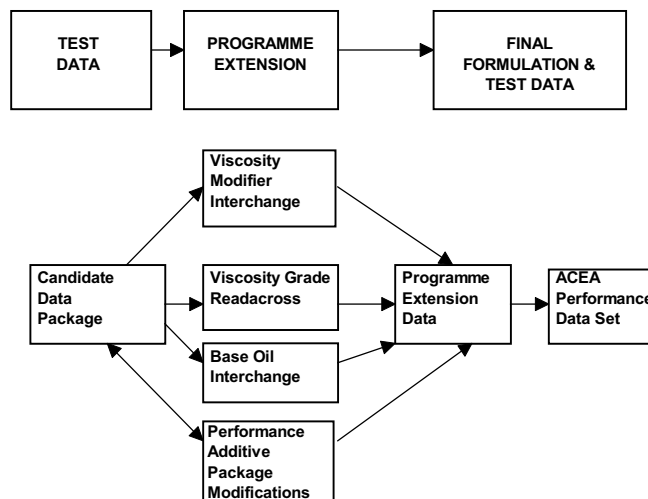 TEST
DATA
PROGRAMME
EXTENSION
FINAL
FORMULATION &
TEST DATA
Viscosity
Modifier
Interchange
Candidate
Data
Package
Viscosity Grade
Readacross
Programme
Extension
Data
ACEA
Performance
Data Set
Base Oil
Interchange
Performance
Additive
Package
Modifications